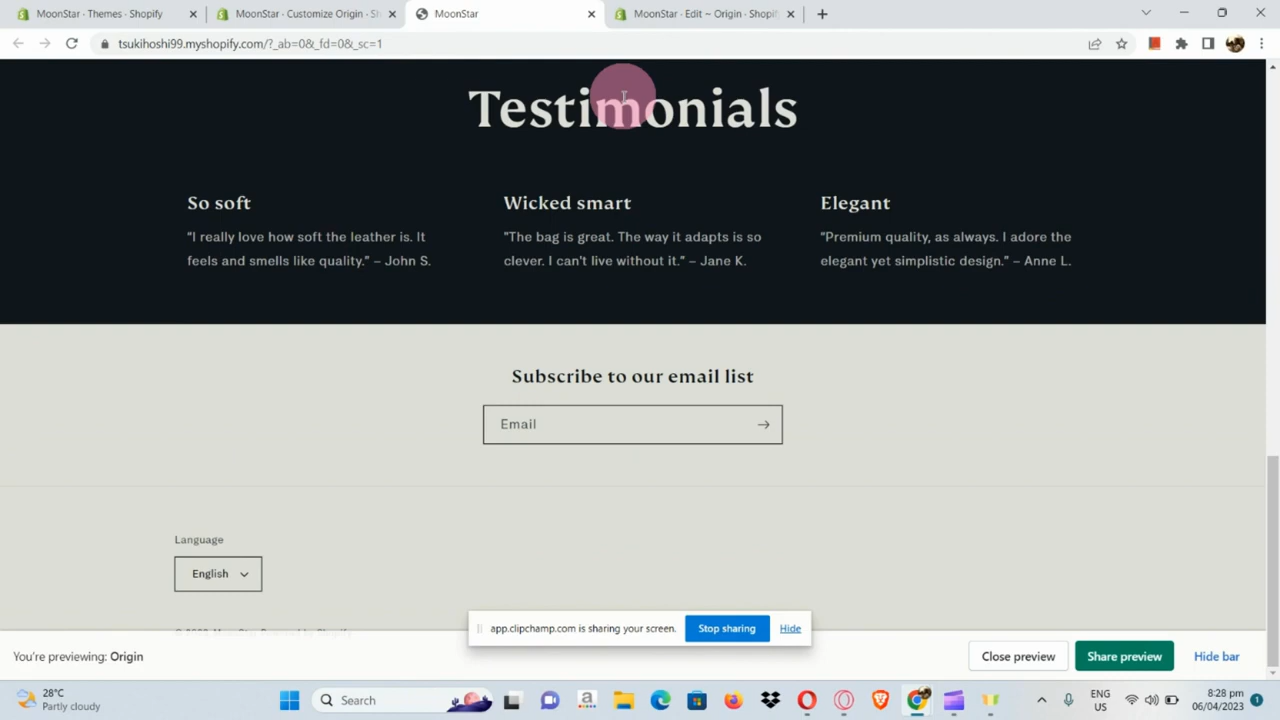 MoonStar · Themes · Shopify
MoonStar · Customize Origin · Sh
MoonStar
MoonStar · Edit ~ Origin · Shopif
tsukihoshi99.myshopify.com/?_ab=0&_fd=0&_sc=1
Testimonials
So soft
"I really love how soft the leather is. It
feels and smells like quality." – John S.
Wicked smart
"The bag is great. The way it adapts is so
clever. I can't live without it." – Jane K.
Elegant
"Premium quality, as always. I adore the
elegant yet simplistic design." – Anne L.
Subscribe to our email list
Email
Language
English
app.clipchamp.com is sharing your screen.
Stop sharing
Hide
You're previewing: Origin
Close preview
Share preview
Hide bar
28°C
Partly cloudy
Search
ENG
US
8:28 pm
06/04/2023
1